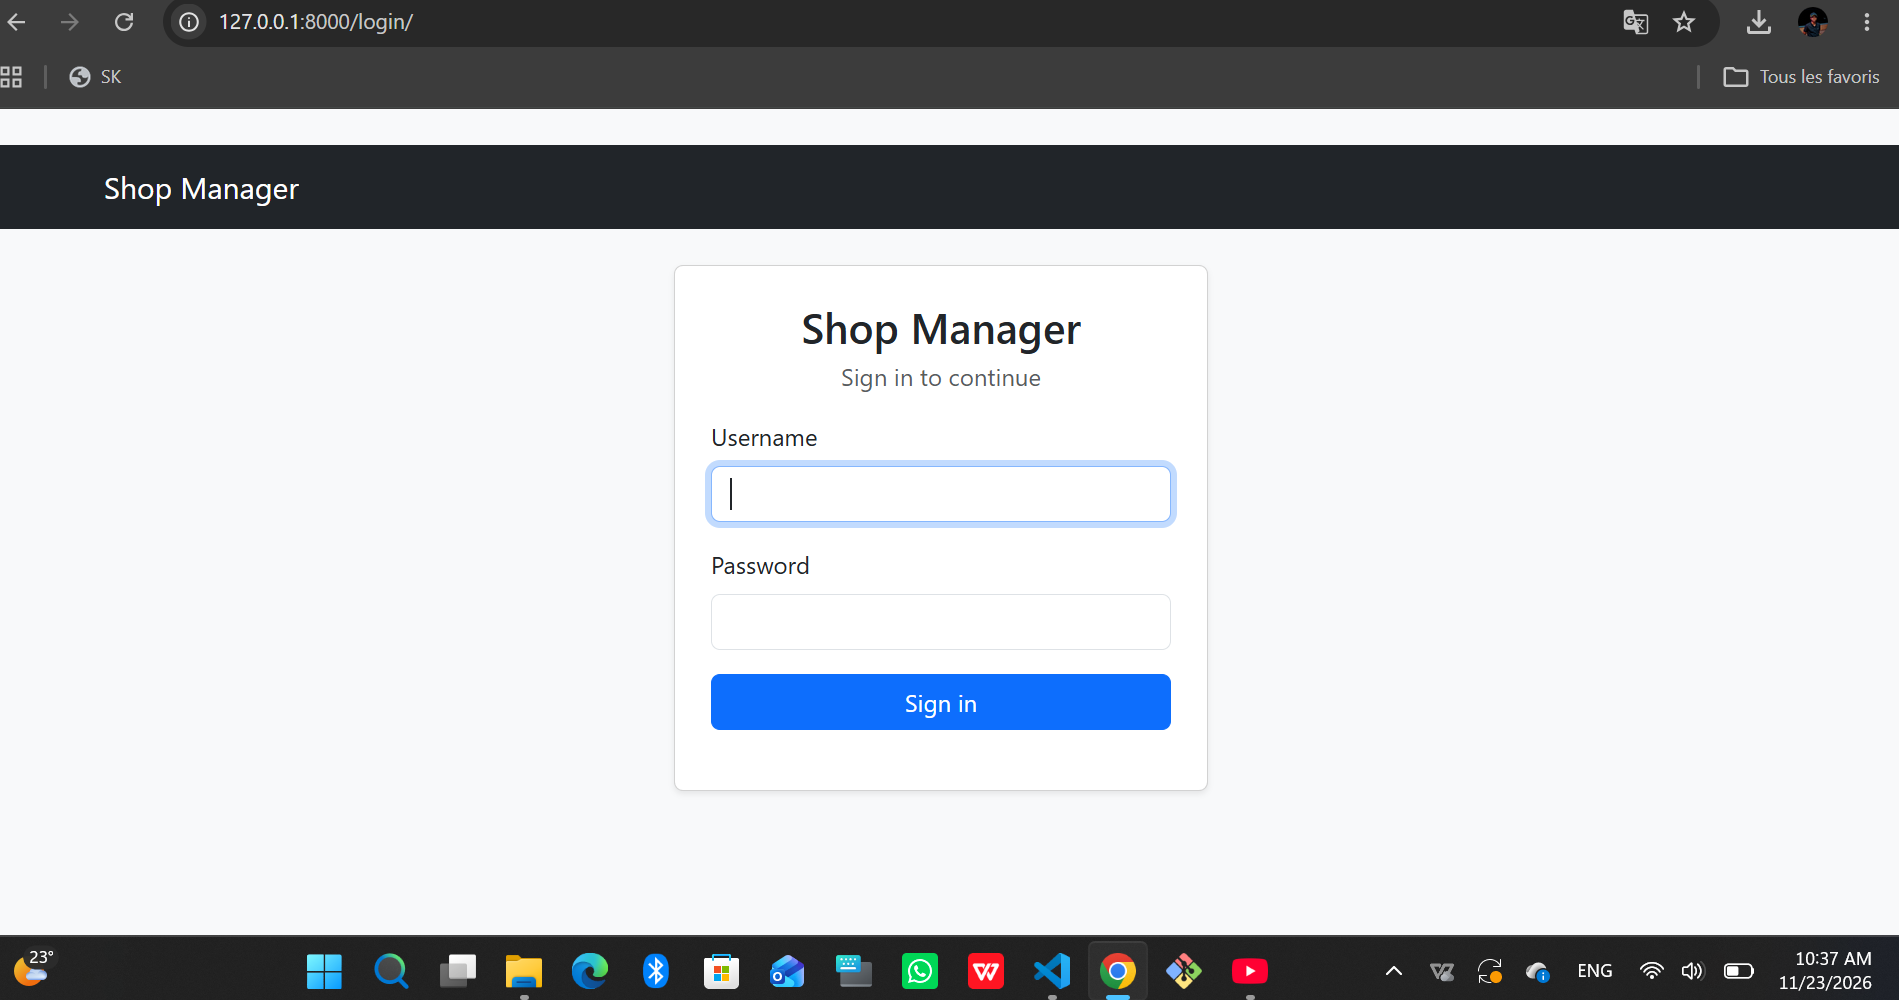 127.0.0.1:8000/login/
SK
Tous les favoris
Shop Manager
Shop Manager
Sign in to continue
Username
Password
Sign in
23°
ENG
10:37 AM
11/23/2026